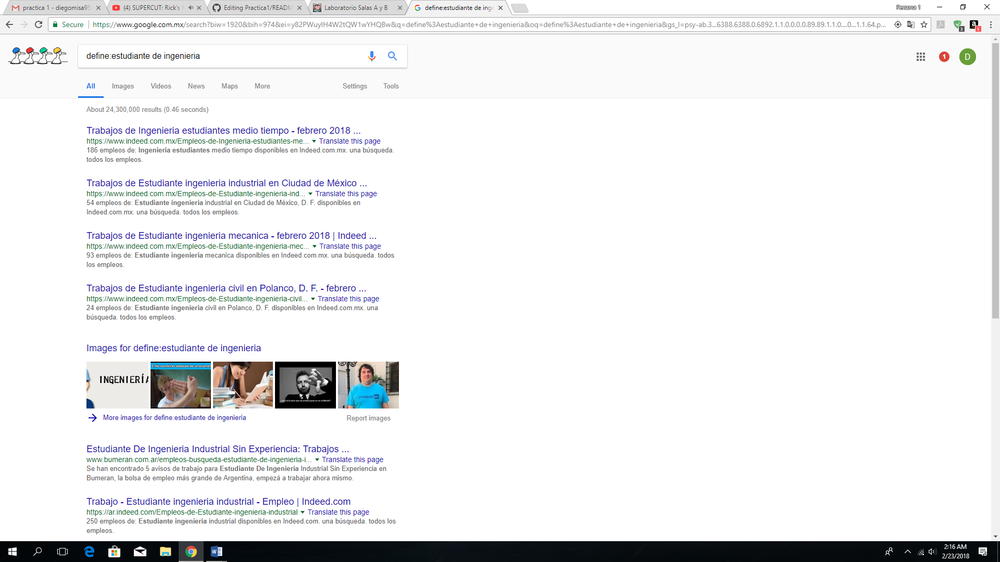 practica 1 - diegomisa95
(4) SUPERCUT: Rick's
Editing Practica1/READM
Laboratorio Salas A y B
define:estudiante de inge
Persona 1
Secure
https://www.google.com.mx/search?biw=1920&bih=974&ei=y82PWuylH4W2tQW1wYHQBw&q=define%3Aestudiante+de+ingenieria&oq=define%3Aestudiante+de+ingenieria&gs_l=psy-ab.3...6388.6388.0.6892.1.1.0.0.0.0.89.89.1.1.0....0...1.1.64.p...
3
5
define:estudiante de ingenieria
1
D
All Images Videos News Maps More Settings Tools
About 24,300,000 results (0.46 seconds)
Trabajos de Ingenieria estudiantes medio tiempo - febrero 2018 ...
https://www.indeed.com.mx/Empleos-de-Ingenieria-estudiantes-me... Translate this page
186 empleos de: Ingenieria estudiantes medio tiempo disponibles en Indeed.com.mx. una búsqueda.
todos los empleos.
Trabajos de Estudiante ingenieria industrial en Ciudad de México ...
https://www.indeed.com.mx/Empleos-de-Estudiante-ingenieria-ind... Translate this page
54 empleos de: Estudiante ingenieria industrial en Ciudad de México, D. F. disponibles en
Indeed.com.mx. una búsqueda. todos los empleos.
Trabajos de Estudiante ingenieria mecanica - febrero 2018 | Indeed ...
https://www.indeed.com.mx/Empleos-de-Estudiante-ingenieria-mec... Translate this page
93 empleos de: Estudiante ingenieria mecanica disponibles en Indeed.com.mx. una búsqueda. todos
los empleos.
Trabajos de Estudiante ingenieria civil en Polanco, D. F. - febrero ...
https://www.indeed.com.mx/Empleos-de-Estudiante-ingenieria-civil... Translate this page
24 empleos de: Estudiante ingenieria civil en Polanco, D. F. disponibles en Indeed.com.mx. una
búsqueda. todos los empleos.
Images for define:estudiante de ingenieria
INGENIERÍA
5. No sonreirás después de un examen
More images for define:estudiante de ingenieria
Report images
Estudiante De Ingenieria Industrial Sin Experiencia: Trabajos ...
www.bumeran.com.ar/empleos-busqueda-estudiante-de-ingenieria-i... Translate this page
Se han encontrado 5 avisos de trabajo para Estudiante De Ingenieria Industrial Sin Experiencia en
Bumeran, la bolsa de empleo más grande de Argentina, empezá a trabajar ahora mismo.
Trabajo - Estudiante ingenieria industrial - Empleo | Indeed.com
https://ar.indeed.com/Empleos-de-Estudiante-ingenieria-industrial Translate this page
250 empleos de: Estudiante ingenieria industrial disponibles en Indeed.com. una búsqueda. todos los
empleos.
2:16 AM
2/23/2018